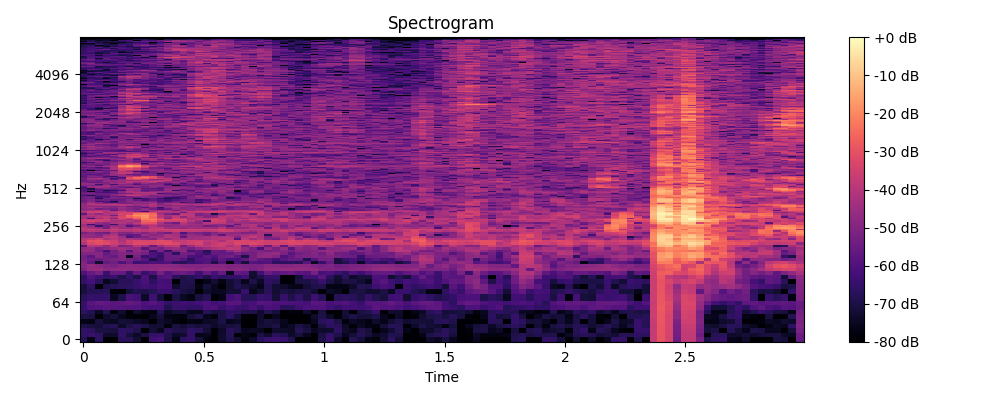 Spectrogram
Hz
4096
2048
1024
512
256
128
64
0
0
0.5
1
1.5
2
2.5
Time
+0 dB
-10 dB
-20 dB
-30 dB
-40 dB
-50 dB
-60 dB
-70 dB
-80 dB